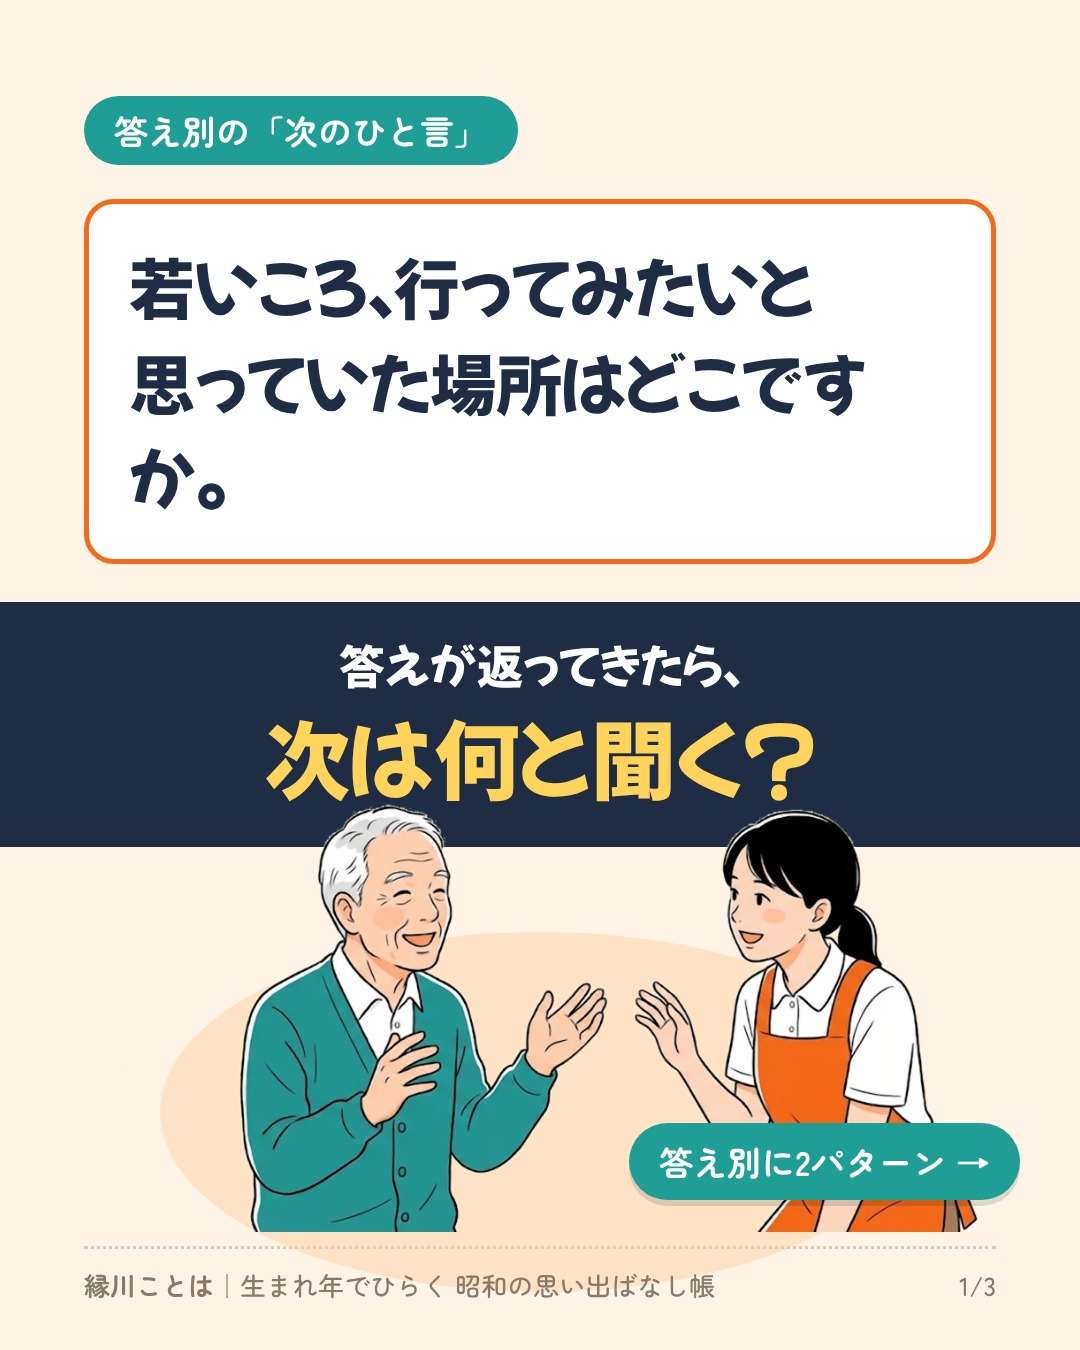 答え別の「次のひと言」
若いころ、行ってみたいと
思っていた場所はどこです
か。
答えが返ってきたら、
次は何と聞く？
答え別に2パターン →
縁川ことは｜生まれ年でひらく 昭和の思い出ばなし帳
1/3